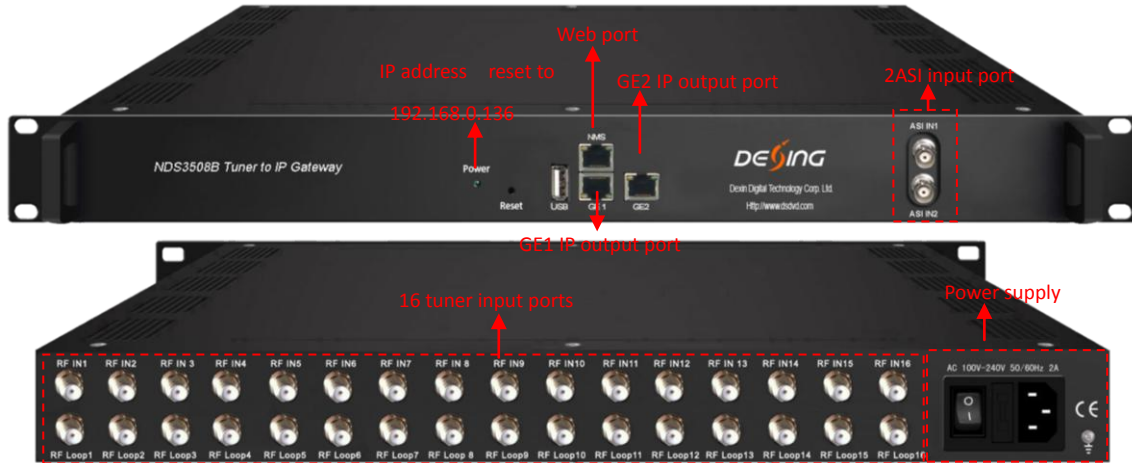 Web port
IP address reset to
192.168.0.136
GE2 IP output port
2ASI input port
ASI IN1
NMS
NDS3508B Tuner to IP Gateway
Power
DEXING
Dexin Digital Technology Corp. Ltd.
Http://www.dsdvd.com
Reset
USB
GE1
GE2
ASI IN2
GE1 IP output port
16 tuner input ports
Power supply
RF IN1 RF IN2 RF IN 3 RF IN4 RF IN5 RF IN6 RF IN7 RF IN 8 RF IN9 RF IN10 RF IN11 RF IN12 RF IN 13 RF IN14 RF IN15 RF IN16
AC 100V-240V 50/60Hz 2A
O
I
CE
RF Loop1 RF Loop2 RF Loop3 RF Loop4 RF Loop5 RF Loop6 RF Loop7 RF Loop 8 RF Loop9 RF Loop10 RF Loop11 RF Loop12 RF Loop13 RF Loop14 RF Loop15 RF Loop16